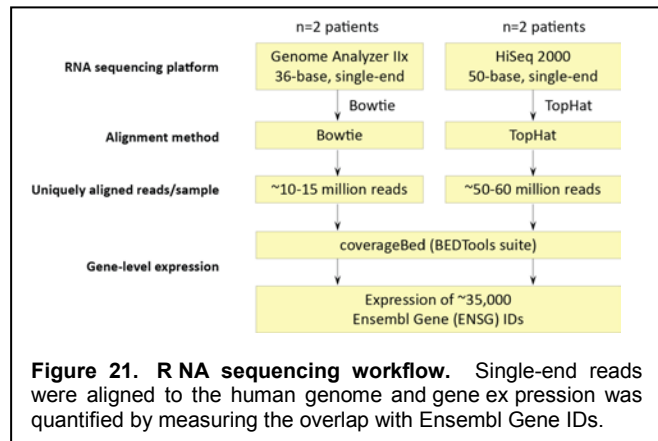 n=2 patients
n=2 patients
RNA sequencing platform
Genome Analyzer IIx
36-base, single-end
HiSeq 2000
50-base, single-end
Bowtie
TopHat
Alignment method
Bowtie
TopHat
Uniquely aligned reads/sample
~10-15 million reads
~50-60 million reads
Gene-level expression
coverageBed (BEDTools suite)
Expression of ~35,000
Ensembl Gene (ENSG) IDs
Figure 21. R NA sequencing workflow. Single-end reads
were aligned to the human genome and gene ex pression was
quantified by measuring the overlap with Ensembl Gene IDs.